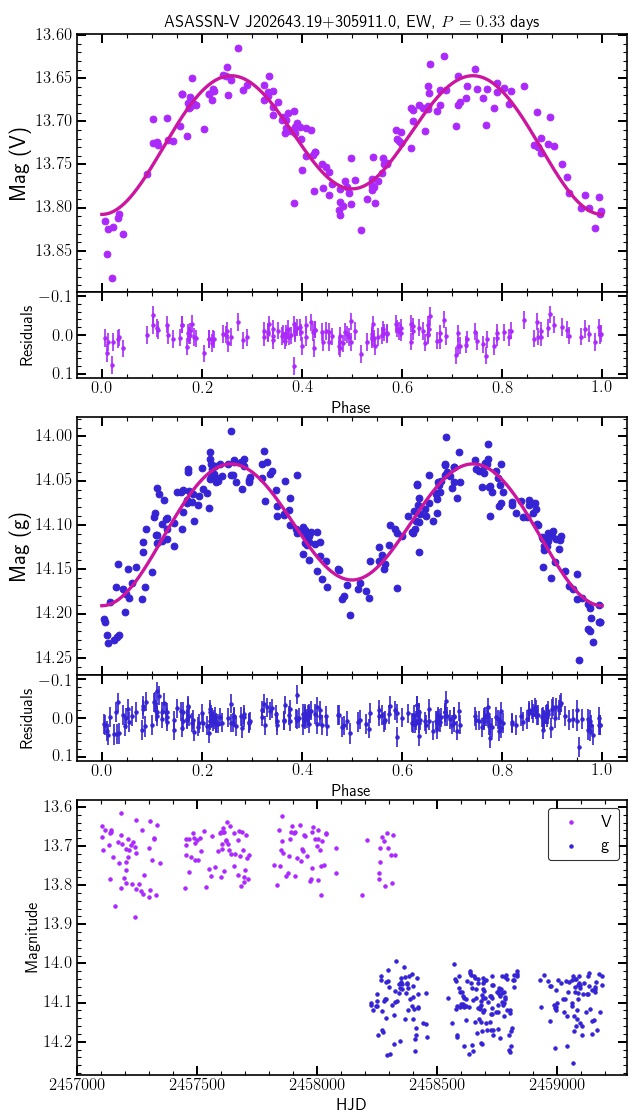 ASASSN-V J202643.19+305911.0, EW, P = 0.33 days
13.60
13.65
13.70
13.75
13.80
13.85
Mag (V)
−0.1
0.0
0.1
Residuals
0.0 0.2 0.4 0.6 0.8 1.0
Phase
14.00
14.05
14.10
14.15
14.20
14.25
Mag (g)
−0.1
0.0
0.1
Residuals
0.0 0.2 0.4 0.6 0.8 1.0
Phase
13.6
13.7
13.8
13.9
14.0
14.1
14.2
Magnitude
V
g
2457000 2457500 2458000 2458500 2459000
HJD